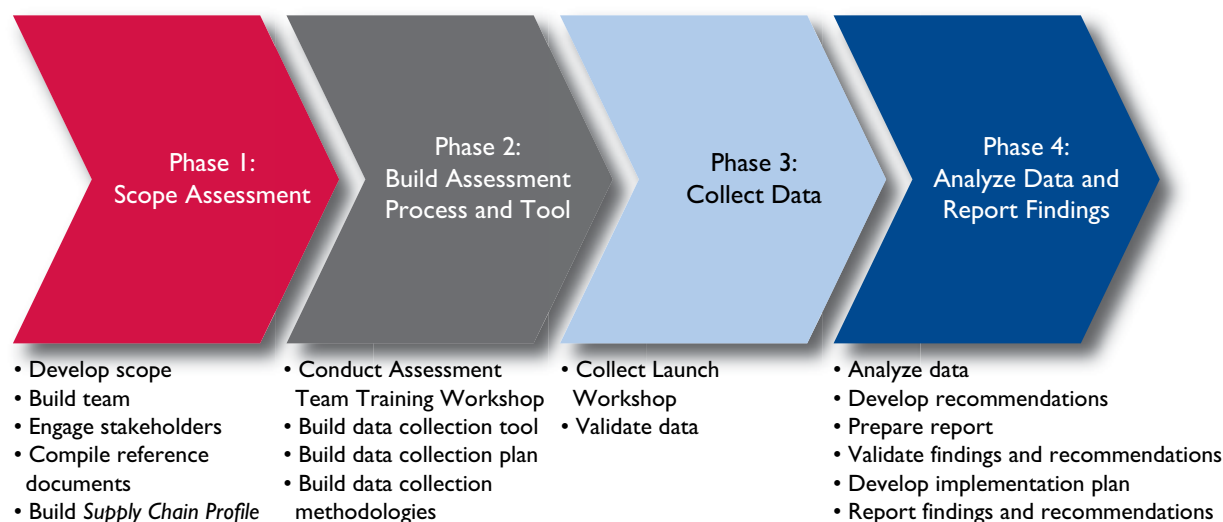 Phase 1:
Scope Assessment
Phase 2:
Build Assessment
Process and Tool
Phase 3:
Collect Data
Phase 4:
Analyze Data and
Report Findings
• Develop scope
• Build team
• Engage stakeholders
• Compile reference
documents
• Build Supply Chain Profile
• Conduct Assessment
Team Training Workshop
• Build data collection tool
• Build data collection plan
• Build data collection
methodologies
• Collect Launch
Workshop
• Validate data
• Analyze data
• Develop recommendations
• Prepare report
• Validate findings and recommendations
• Develop implementation plan
• Report findings and recommendations